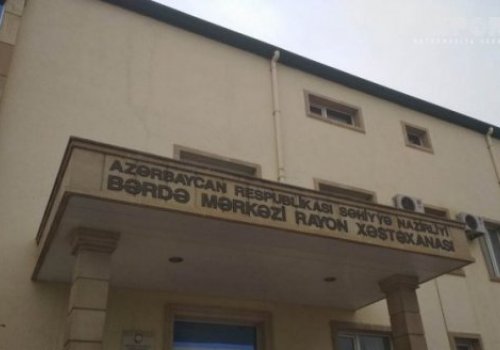 AZƏRBAYCAN RESPUBLİKASI SƏHİYYƏ NAZİRLİYİ
BƏRDƏ MƏRKƏZİ RAYON XƏSTƏXANASI